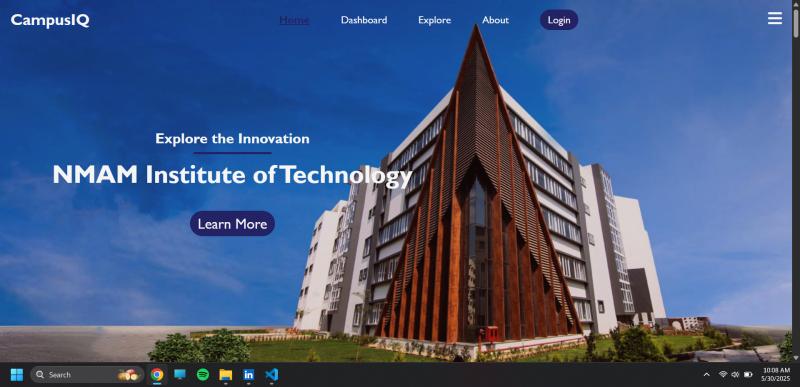 CampusIQ
Home Dashboard Explore About Login
Explore the Innovation
NMAM Institute of Technology
Learn More
Search
10:08 AM
5/30/2025